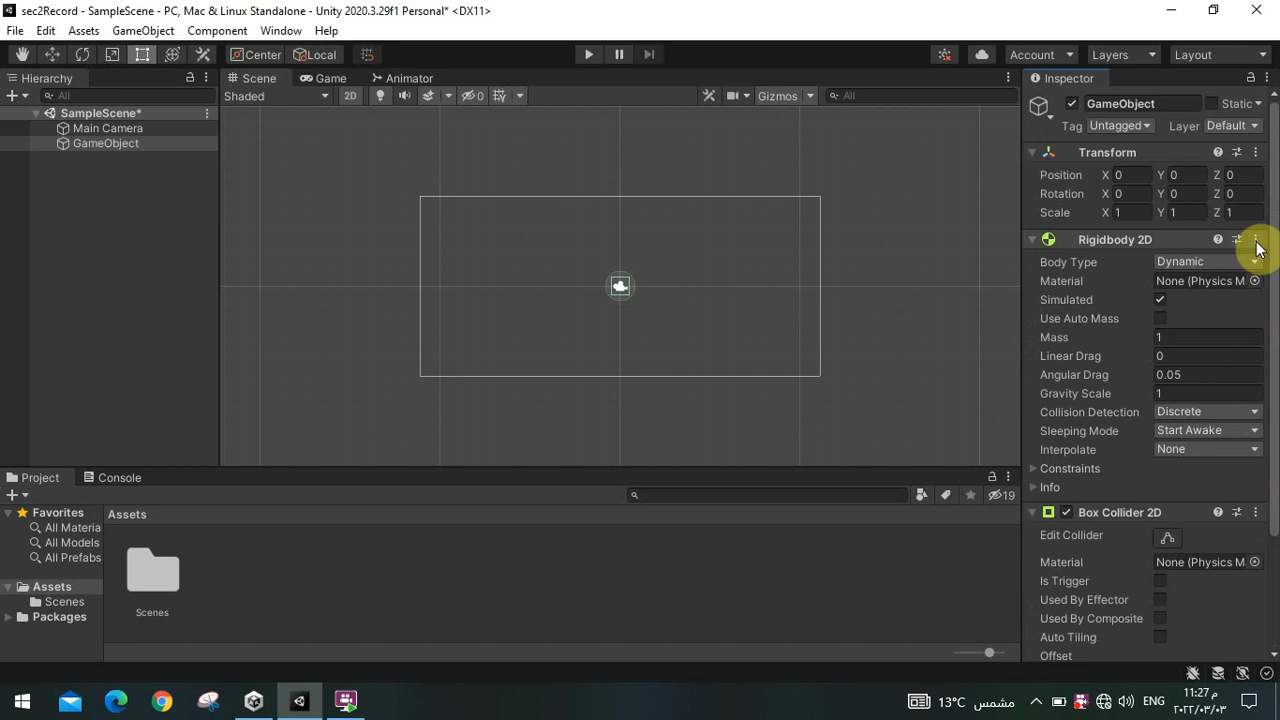 sec2Record - SampleScene - PC, Mac & Linux Standalone - Unity 2020.3.29f1 Personal* <DX11>
File Edit Assets GameObject Component Window Help
Center Local Account Layers Layout
Hierarchy
All
SampleScene*
Main Camera
GameObject
Scene Game Animator
Shaded 2D 0 Gizmos All
Inspector
GameObject Static
Tag Untagged Layer Default
Transform
Position X 0 Y 0 Z 0
Rotation X 0 Y 0 Z 0
Scale X 1 Y 1 Z 1
Rigidbody 2D
Body Type Dynamic
Material None (Physics M
Simulated
Use Auto Mass
Mass 1
Linear Drag 0
Angular Drag 0.05
Gravity Scale 1
Collision Detection Discrete
Sleeping Mode Start Awake
Interpolate None
Constraints
Info
Box Collider 2D
Edit Collider
Material None (Physics M
Is Trigger
Used By Effector
Used By Composite
Auto Tiling
Offset
Project Console
19
Favorites
All Materia
All Models
All Prefabs
Assets
Scenes
Packages
Assets
Scenes
13°C مشمس
ENG
11:27 م
٢٠٢٢/٠٣/٠٣